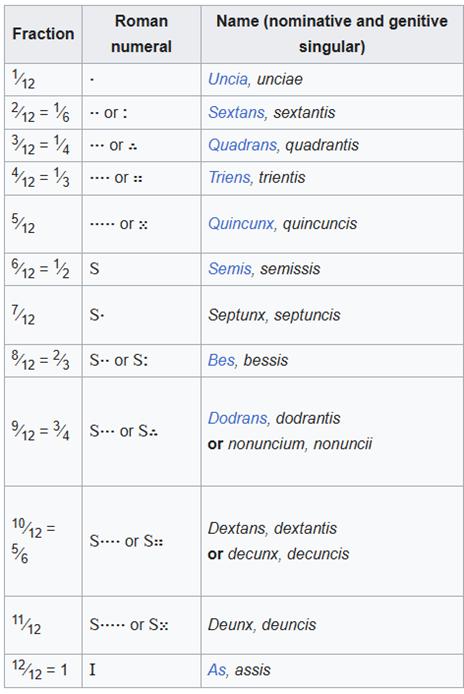 Fraction Roman numeral Name (nominative and genitive singular)
1⁄12 · Uncia, unciae
2⁄12 = 1⁄6 ·· or : Sextans, sextantis
3⁄12 = 1⁄4 ··· or ∴ Quadrans, quadrantis
4⁄12 = 1⁄3 ···· or ∷ Triens, trientis
5⁄12 ····· or ⁙ Quincunx, quincuncis
6⁄12 = 1⁄2 S Semis, semissis
7⁄12 S· Septunx, septuncis
8⁄12 = 2⁄3 S·· or S: Bes, bessis
9⁄12 = 3⁄4 S··· or S∴ Dodrans, dodrantis
or nonuncium, nonuncii
10⁄12 =
5⁄6 S···· or S∷ Dextans, dextantis
or decunx, decuncis
11⁄12 S····· or S⁙ Deunx, deuncis
12⁄12 = 1 I As, assis